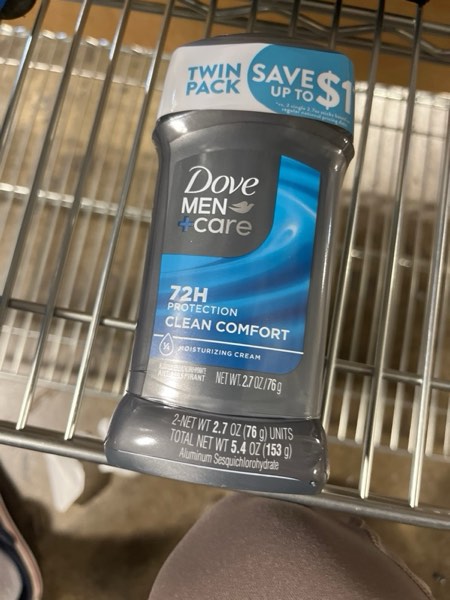 TWIN
PACK
SAVE
UP TO
$1
Dove
MEN
+care
72H
PROTECTION
CLEAN COMFORT
1/4 MOISTURIZING CREAM
NET WT. 2.7 OZ/76 g
2-NET WT 2.7 OZ (76 g) UNITS
TOTAL NET WT 5.4 OZ (153 g)
Aluminum Sesquichlorohydrate